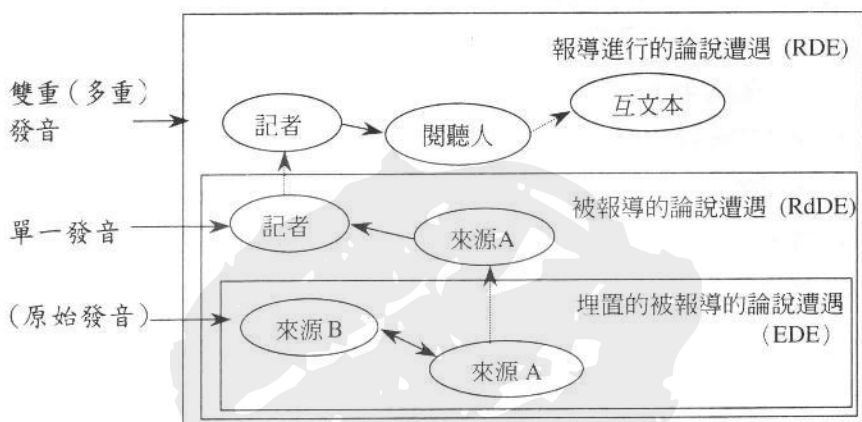 報導進行的論說遭遇 (RDE)
雙重(多重)
發音
記者
閱聽人
互文本
被報導的論說遭遇 (RdDE)
單一發音
記者
來源A
埋置的被報導的論說遭遇
(EDE)
(原始發音)
來源B
來源 A